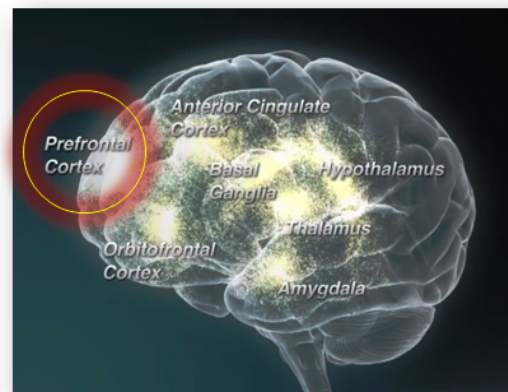 Anterior Cingulate
Cortex
Prefrontal
Cortex
Basal
Ganglia
Hypothalamus
Thalamus
Orbitofrontal
Cortex
Amygdala